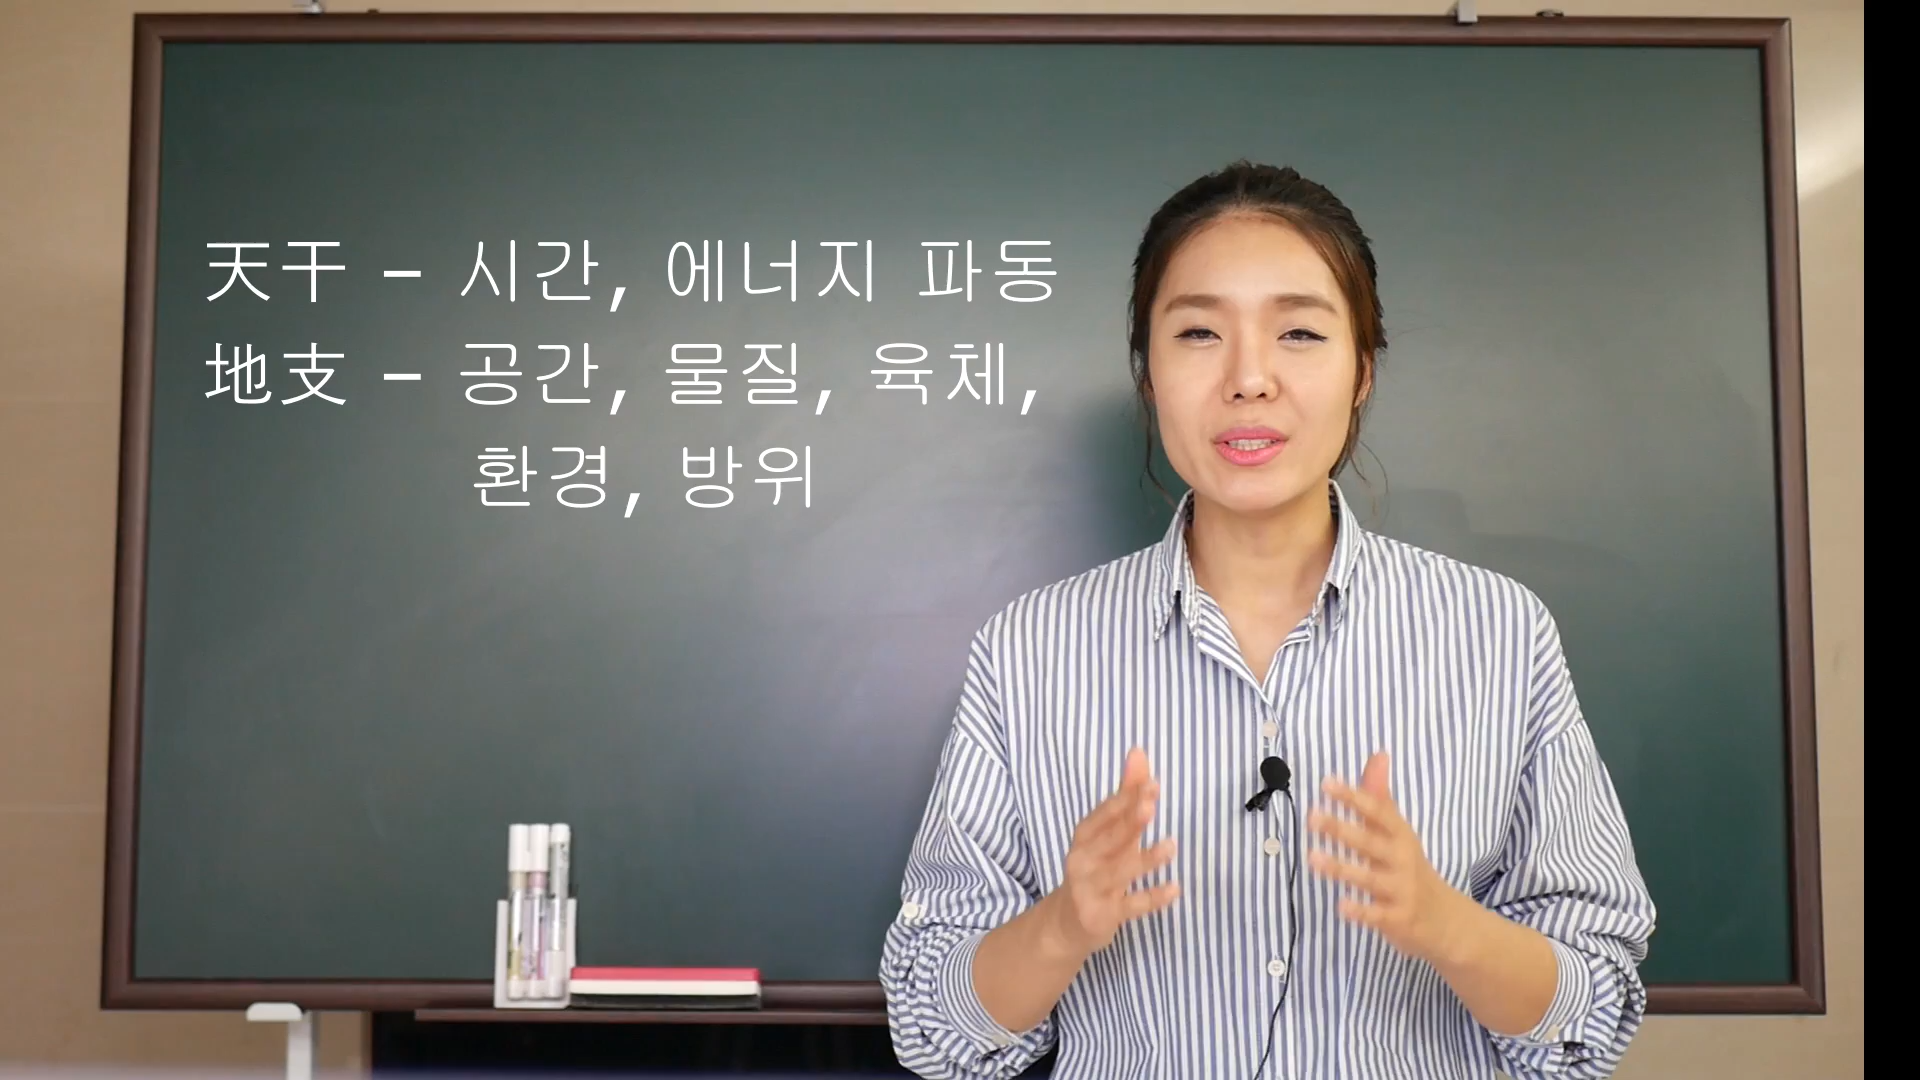 天干 - 시간, 에너지 파동
地支 - 공간, 물질, 육체,
환경, 방위